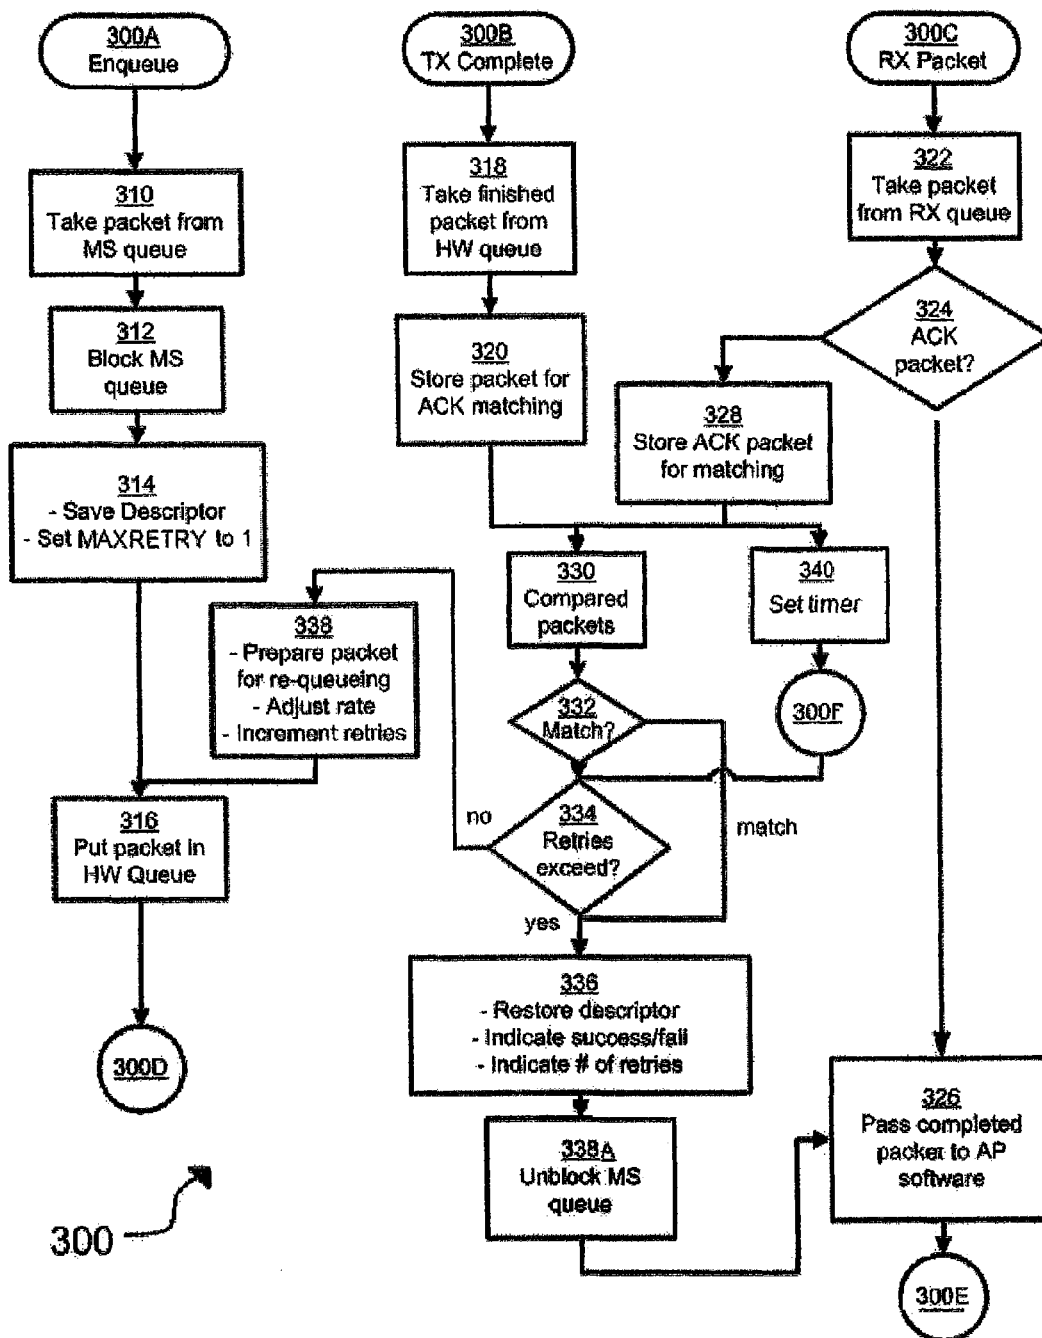 300A
Enqueue
300B
TX Complete
300C
RX Packet
310
Take packet from
MS queue
318
Take finished
packet from
HW queue
322
Take packet
from RX queue
312
Block MS
queue
320
Store packet for
ACK matching
324
ACK
packet?
328
Store ACK packet
for matching
314
- Save Descriptor
- Set MAXRETRY to 1
330
Compared
packets
340
Set timer
338
- Prepare packet
for re-queueing
- Adjust rate
- Increment retries
332
Match?
300F
316
Put packet in
HW Queue
no
334
Retries
exceed?
match
yes
336
- Restore descriptor
- Indicate success/fail
- Indicate # of retries
300D
326
Pass completed
packet to AP
software
338A
Unblock MS
queue
300
300E